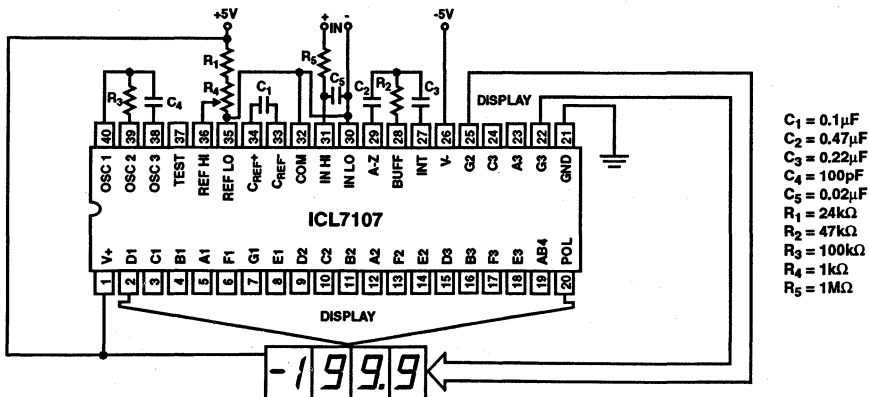 +5V
+ IN -
-5V
R1
R4
R5
C5
C1
C2
R2
C3
R3
C4
DISPLAY
40 39 38 37 36 35 34 33 32 31 30 29 28 27 26 25 24 23 22 21
OSC 1 OSC 2 OSC 3 TEST REF HI REF LO CREF+ CREF- COM IN HI IN LO A-Z BUFF INT V- G2 C3 A3 G3 GND
ICL7107
V+ D1 C1 B1 A1 F1 G1 E1 D2 C2 B2 A2 F2 E2 D3 B3 F3 E3 AB4 POL
1 2 3 4 5 6 7 8 9 10 11 12 13 14 15 16 17 18 19 20
DISPLAY
-199.9
C1 = 0.1μF
C2 = 0.47μF
C3 = 0.22μF
C4 = 100pF
C5 = 0.02μF
R1 = 24kΩ
R2 = 47kΩ
R3 = 100kΩ
R4 = 1kΩ
R5 = 1MΩ